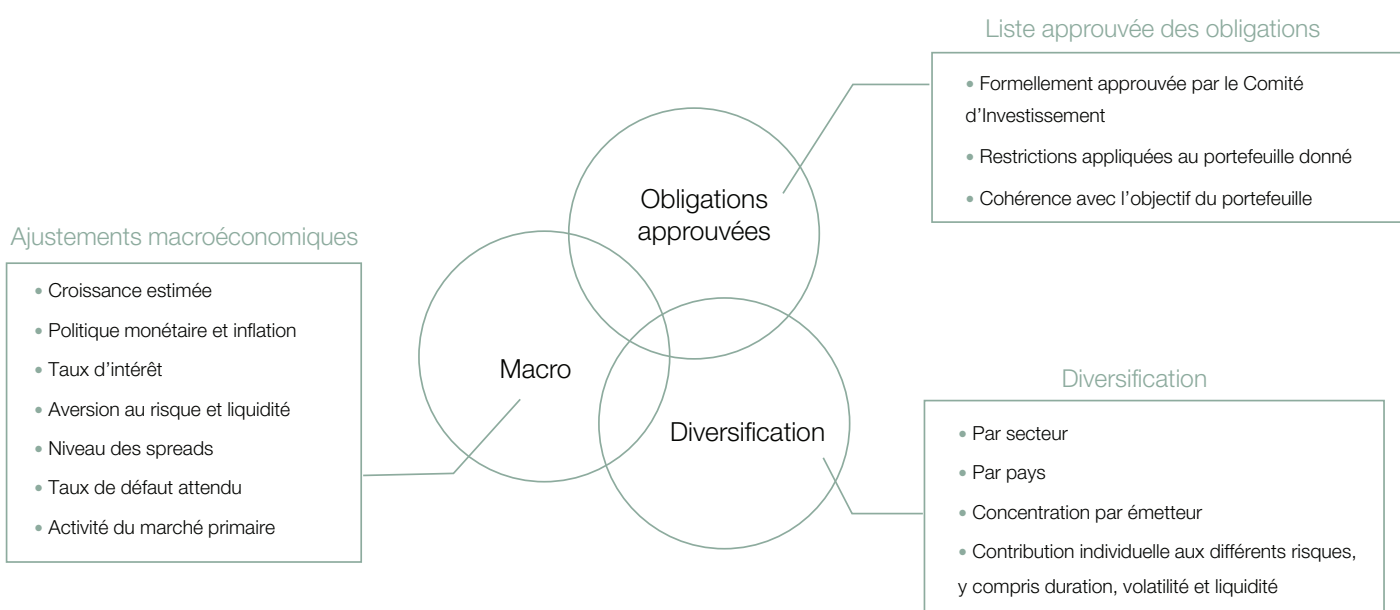 Liste approuvée des obligations
• Formellement approuvée par le Comité
d’Investissement
• Restrictions appliquées au portefeuille donné
• Cohérence avec l’objectif du portefeuille
Obligations
approuvées
Ajustements macroéconomiques
• Croissance estimée
• Politique monétaire et inflation
• Taux d’intérêt
• Aversion au risque et liquidité
• Niveau des spreads
• Taux de défaut attendu
• Activité du marché primaire
Macro
Diversification
Diversification
• Par secteur
• Par pays
• Concentration par émetteur
• Contribution individuelle aux différents risques,
y compris duration, volatilité et liquidité